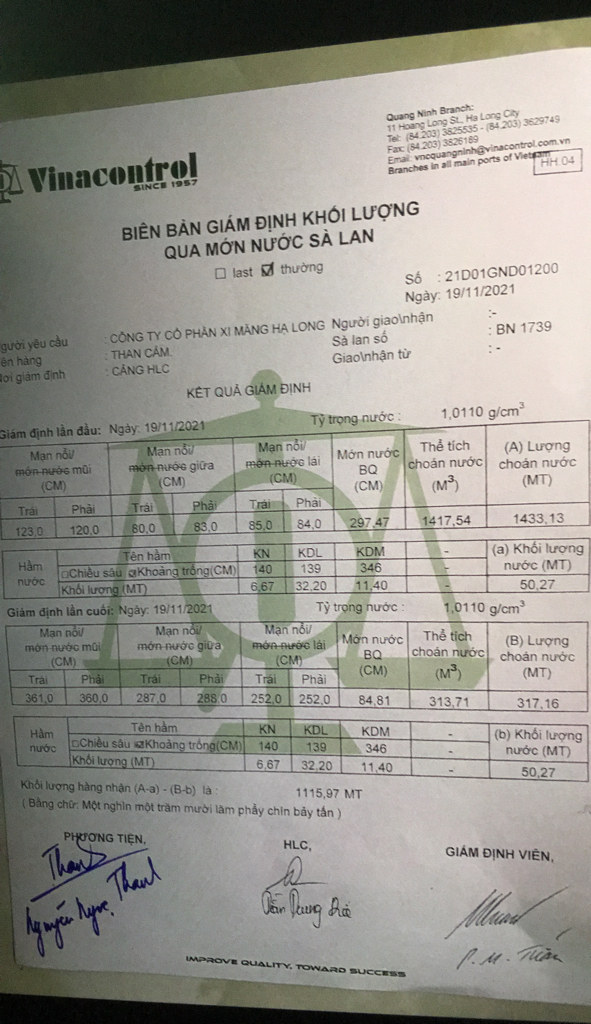 Quang Ninh Branch:
11 Hoang Long St., Ha Long City
Tel: (84.203) 3825535 - (84.203) 3629749
Fax: (84.203) 3826169
Email: vncquangninh@vinacontrol.com.vn
Branches in all main ports of Vietnam
HH.04
Vinacontrol
SINCE 1957
BIÊN BẢN GIÁM ĐỊNH KHỐI LƯỢNG
QUA MỚN NƯỚC SÀ LAN
☐ last ☑ thường
Số : 21D01GND01200
Ngày: 19/11/2021
gười yêu cầu : CÔNG TY CỔ PHẦN XI MĂNG HẠ LONG Người giao\nhận :-
ên hàng : THAN CÁM. Sà lan số : BN 1739
ơi giám định : CẢNG HLC Giao\nhận từ : -
KẾT QUẢ GIÁM ĐỊNH
Giám định lần đầu: Ngày: 19/11/2021 Tỷ trọng nước : 1,0110 g/cm³
Mạn nổi/ Mạn nổi/ Mạn nổi/ Mớn nước Thể tích (A) Lượng
mớn nước mũi mớn nước giữa mớn nước lái BQ choán nước choán nước
(CM) (CM) (CM) (CM) (M³) (MT)
Trái Phải Trái Phải Trái Phải
123,0 120,0 80,0 83,0 85,0 84,0 297,47 1417,54 1433,13
Hầm nước Tên hầm KN KDL KDM - (a) Khối lượng nước (MT)
☐Chiều sâu ☑Khoảng trống(CM) 140 139 346 -
Khối lượng (MT) 6,67 32,20 11,40 - 50,27
Giám định lần cuối: Ngày: 19/11/2021 Tỷ trọng nước : 1,0110 g/cm³
Mạn nổi/ Mạn nổi/ Mạn nổi/ Mớn nước Thể tích (B) Lượng
mớn nước mũi mớn nước giữa mớn nước lái BQ choán nước choán nước
(CM) (CM) (CM) (CM) (M³) (MT)
Trái Phải Trái Phải Trái Phải
361,0 360,0 287,0 288,0 252,0 252,0 84,81 313,71 317,16
Hầm nước Tên hầm KN KDL KDM - (b) Khối lượng nước (MT)
☐Chiều sâu ☑Khoảng trống(CM) 140 139 346 -
Khối lượng (MT) 6,67 32,20 11,40 - 50,27
Khối lượng hàng nhận (A-a) - (B-b) là : 1115,97 MT
( Bằng chữ: Một nghìn một trăm mười lăm phẩy chín bảy tấn )
PHƯƠNG TIỆN, HLC, GIÁM ĐỊNH VIÊN,
Thanh
Nguyễn Ngọc Thanh
IMPROVE QUALITY, TOWARD SUCCESS